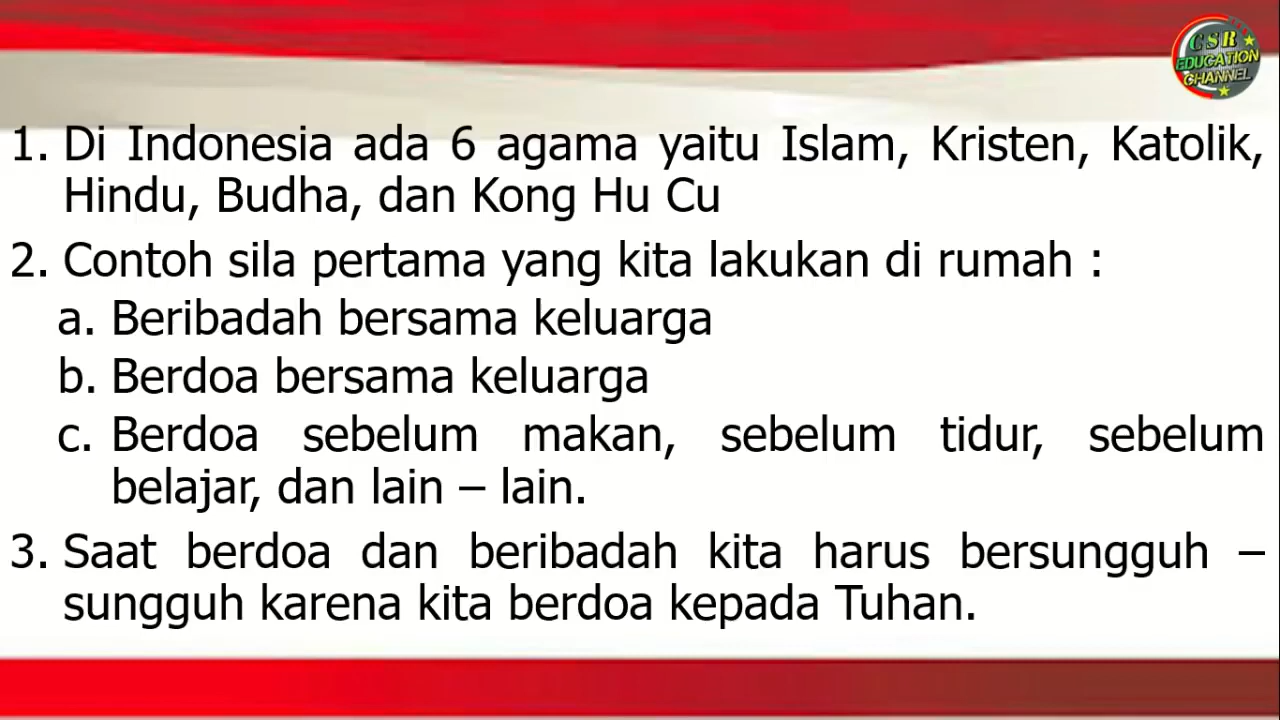 CSR
EDUCATION
CHANNEL
1. Di Indonesia ada 6 agama yaitu Islam, Kristen, Katolik,
Hindu, Budha, dan Kong Hu Cu
2. Contoh sila pertama yang kita lakukan di rumah :
a. Beribadah bersama keluarga
b. Berdoa bersama keluarga
c. Berdoa sebelum makan, sebelum tidur, sebelum
belajar, dan lain – lain.
3. Saat berdoa dan beribadah kita harus bersungguh –
sungguh karena kita berdoa kepada Tuhan.